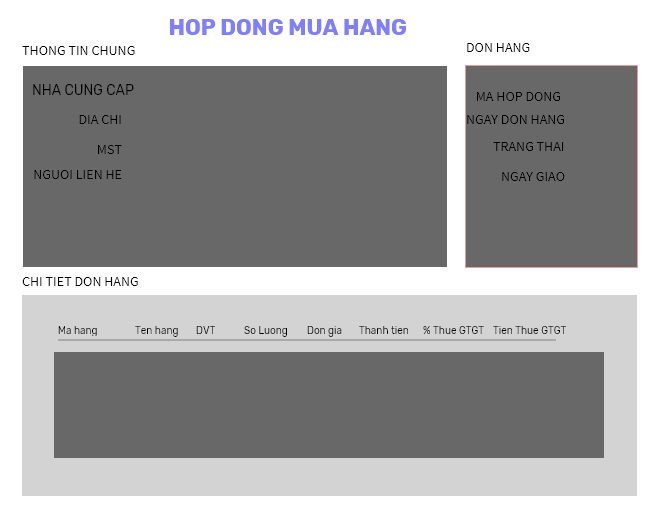 HOP DONG MUA HANG
THONG TIN CHUNG
NHA CUNG CAP
DIA CHI
MST
NGUOI LIEN HE
DON HANG
MA HOP DONG
NGAY DON HANG
TRANG THAI
NGAY GIAO
CHI TIET DON HANG
Ma hang Ten hang DVT So Luong Don gia Thanh tien % Thue GTGT Tien Thue GTGT